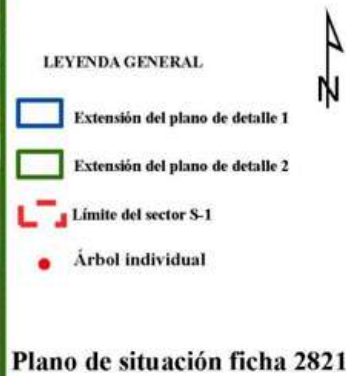 LEYENDA GENERAL
N
Extensión del plano de detalle 1
Extensión del plano de detalle 2
Límite del sector S-1
Árbol individual
Plano de situación ficha 2821